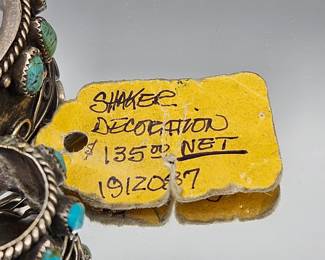 SHAKER
DECORATION
$135.00 NET
1912087